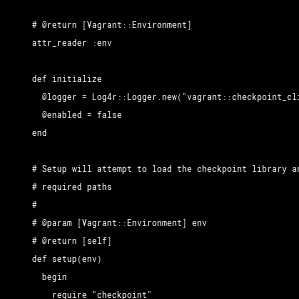 # @return [Vagrant::Environment]
attr_reader :env
def initialize
@logger = Log4r::Logger.new("vagrant::checkpoint_cli
@enabled = false
end
# Setup will attempt to load the checkpoint library an
# required paths
#
# @param [Vagrant::Environment] env
# @return [self]
def setup(env)
begin
require "checkpoint"